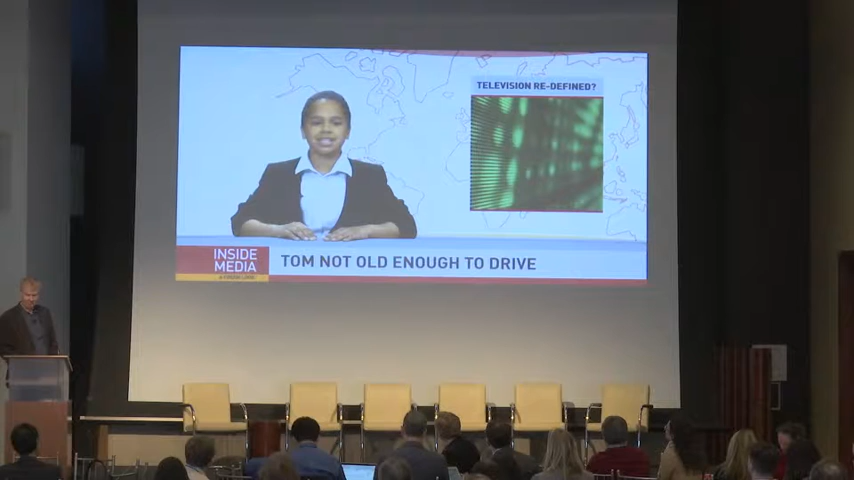 TELEVISION RE-DEFINED?
INSIDE
MEDIA
TOM NOT OLD ENOUGH TO DRIVE